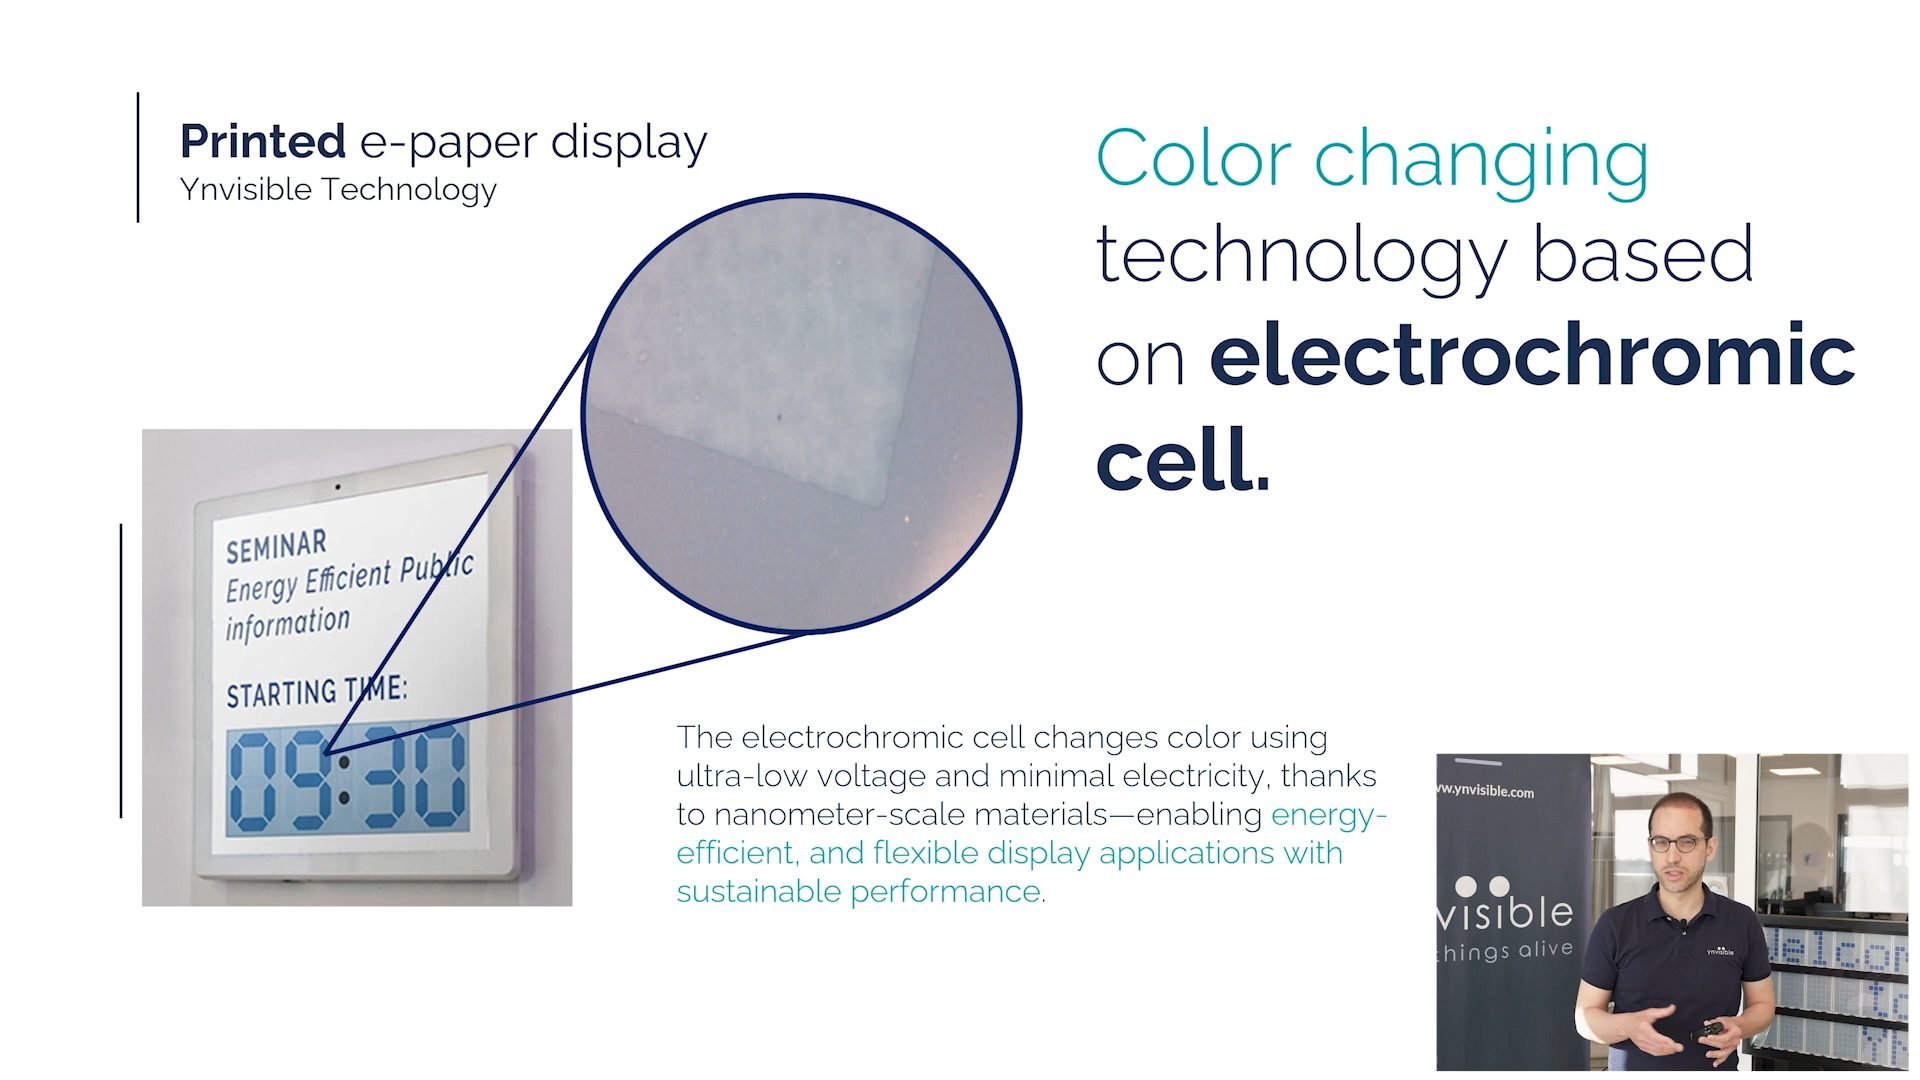 Printed e-paper display
Ynvisible Technology
Color changing
technology based
on electrochromic
cell.
SEMINAR
Energy Efficient Public
information
STARTING TIME:
09:30
The electrochromic cell changes color using
ultra-low voltage and minimal electricity, thanks
to nanometer-scale materials—enabling energy-
efficient, and flexible display applications with
sustainable performance.
ww.ynvisible.com
visible
things alive
ynvisible